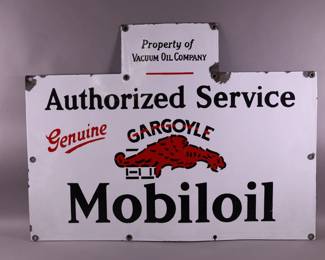 Property of
VACUUM OIL COMPANY
Authorized Service
Genuine
GARGOYLE
Mobiloil